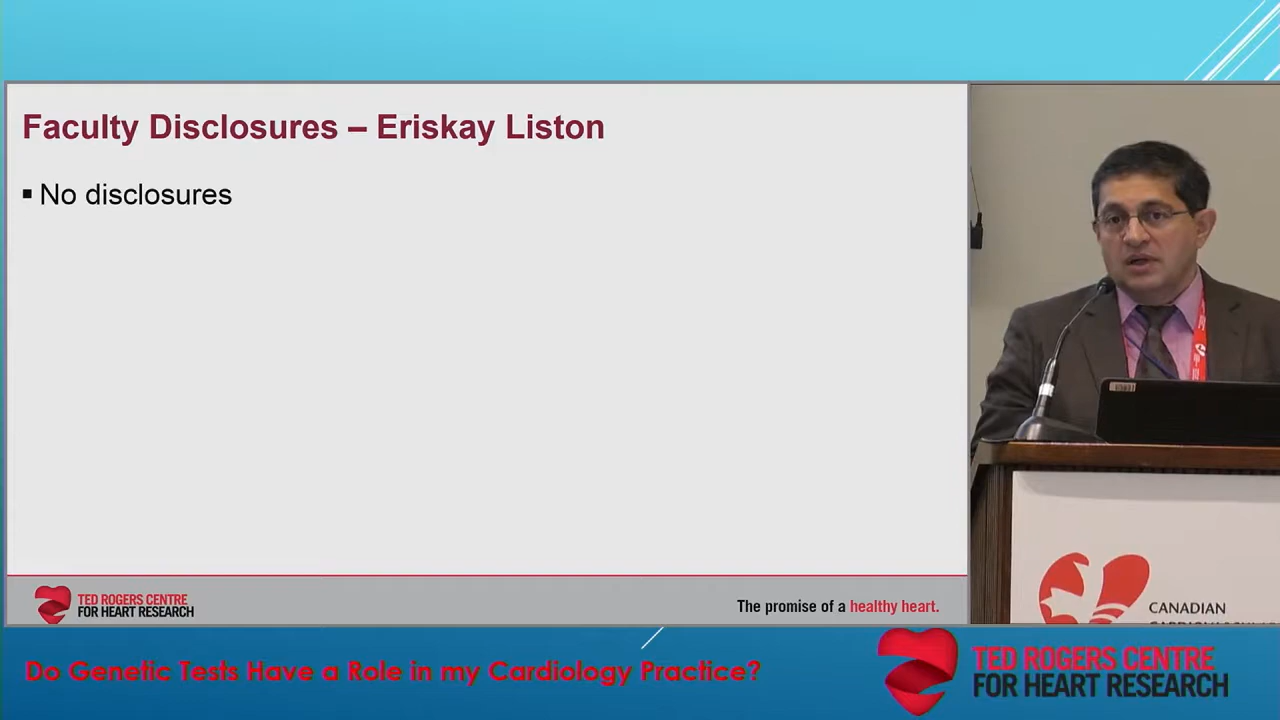 Faculty Disclosures – Eriskay Liston
▪ No disclosures
TED ROGERS CENTRE
FOR HEART RESEARCH
The promise of a healthy heart.
CANADIAN
Do Genetic Tests Have a Role in my Cardiology Practice?
TED ROGERS CENTRE
FOR HEART RESEARCH